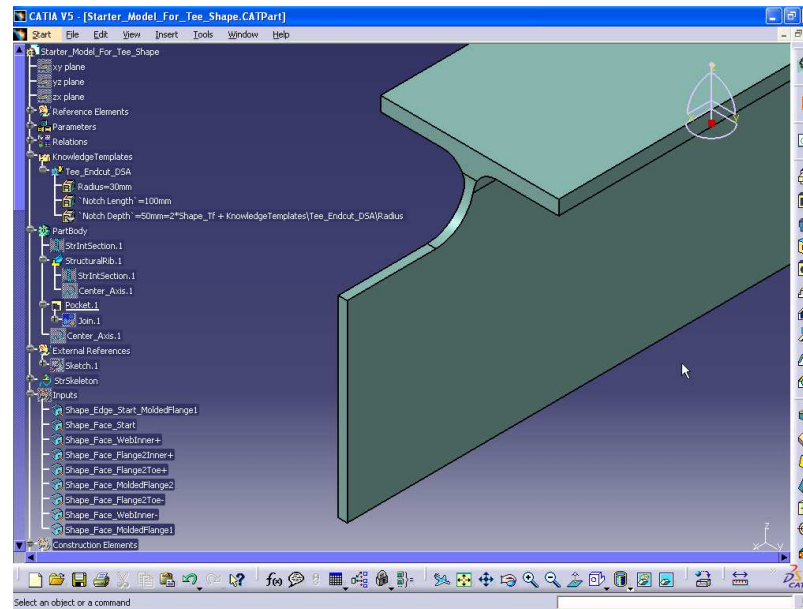 CATIA V5 - [Starter_Model_For_Tee_Shape.CATPart]
Start File Edit View Insert Tools Window Help
Starter_Model_For_Tee_Shape
xy plane
yz plane
zx plane
Reference Elements
Parameters
Relations
KnowledgeTemplates
Tee_Endcut_DSA
Radius=30mm
`Notch Length`=100mm
`Notch Depth`=50mm=2*Shape_Tf + KnowledgeTemplates\Tee_Endcut_DSA\Radius
PartBody
StrIntSection.1
StructuralRib.1
StrIntSection.1
Center_Axis.1
Pocket.1
Join.1
Center_Axis.1
External References
Sketch.1
StrSkeleton
Inputs
Shape_Edge_Start_MoldedFlange1
Shape_Face_Start
Shape_Face_WebInner+
Shape_Face_Flange2Inner+
Shape_Face_Flange2Toe+
Shape_Face_MoldedFlange2
Shape_Face_Flange2Toe-
Shape_Face_WebInner-
Shape_Face_MoldedFlange1
Construction Elements
z
x y
f(x)
Select an object or a command